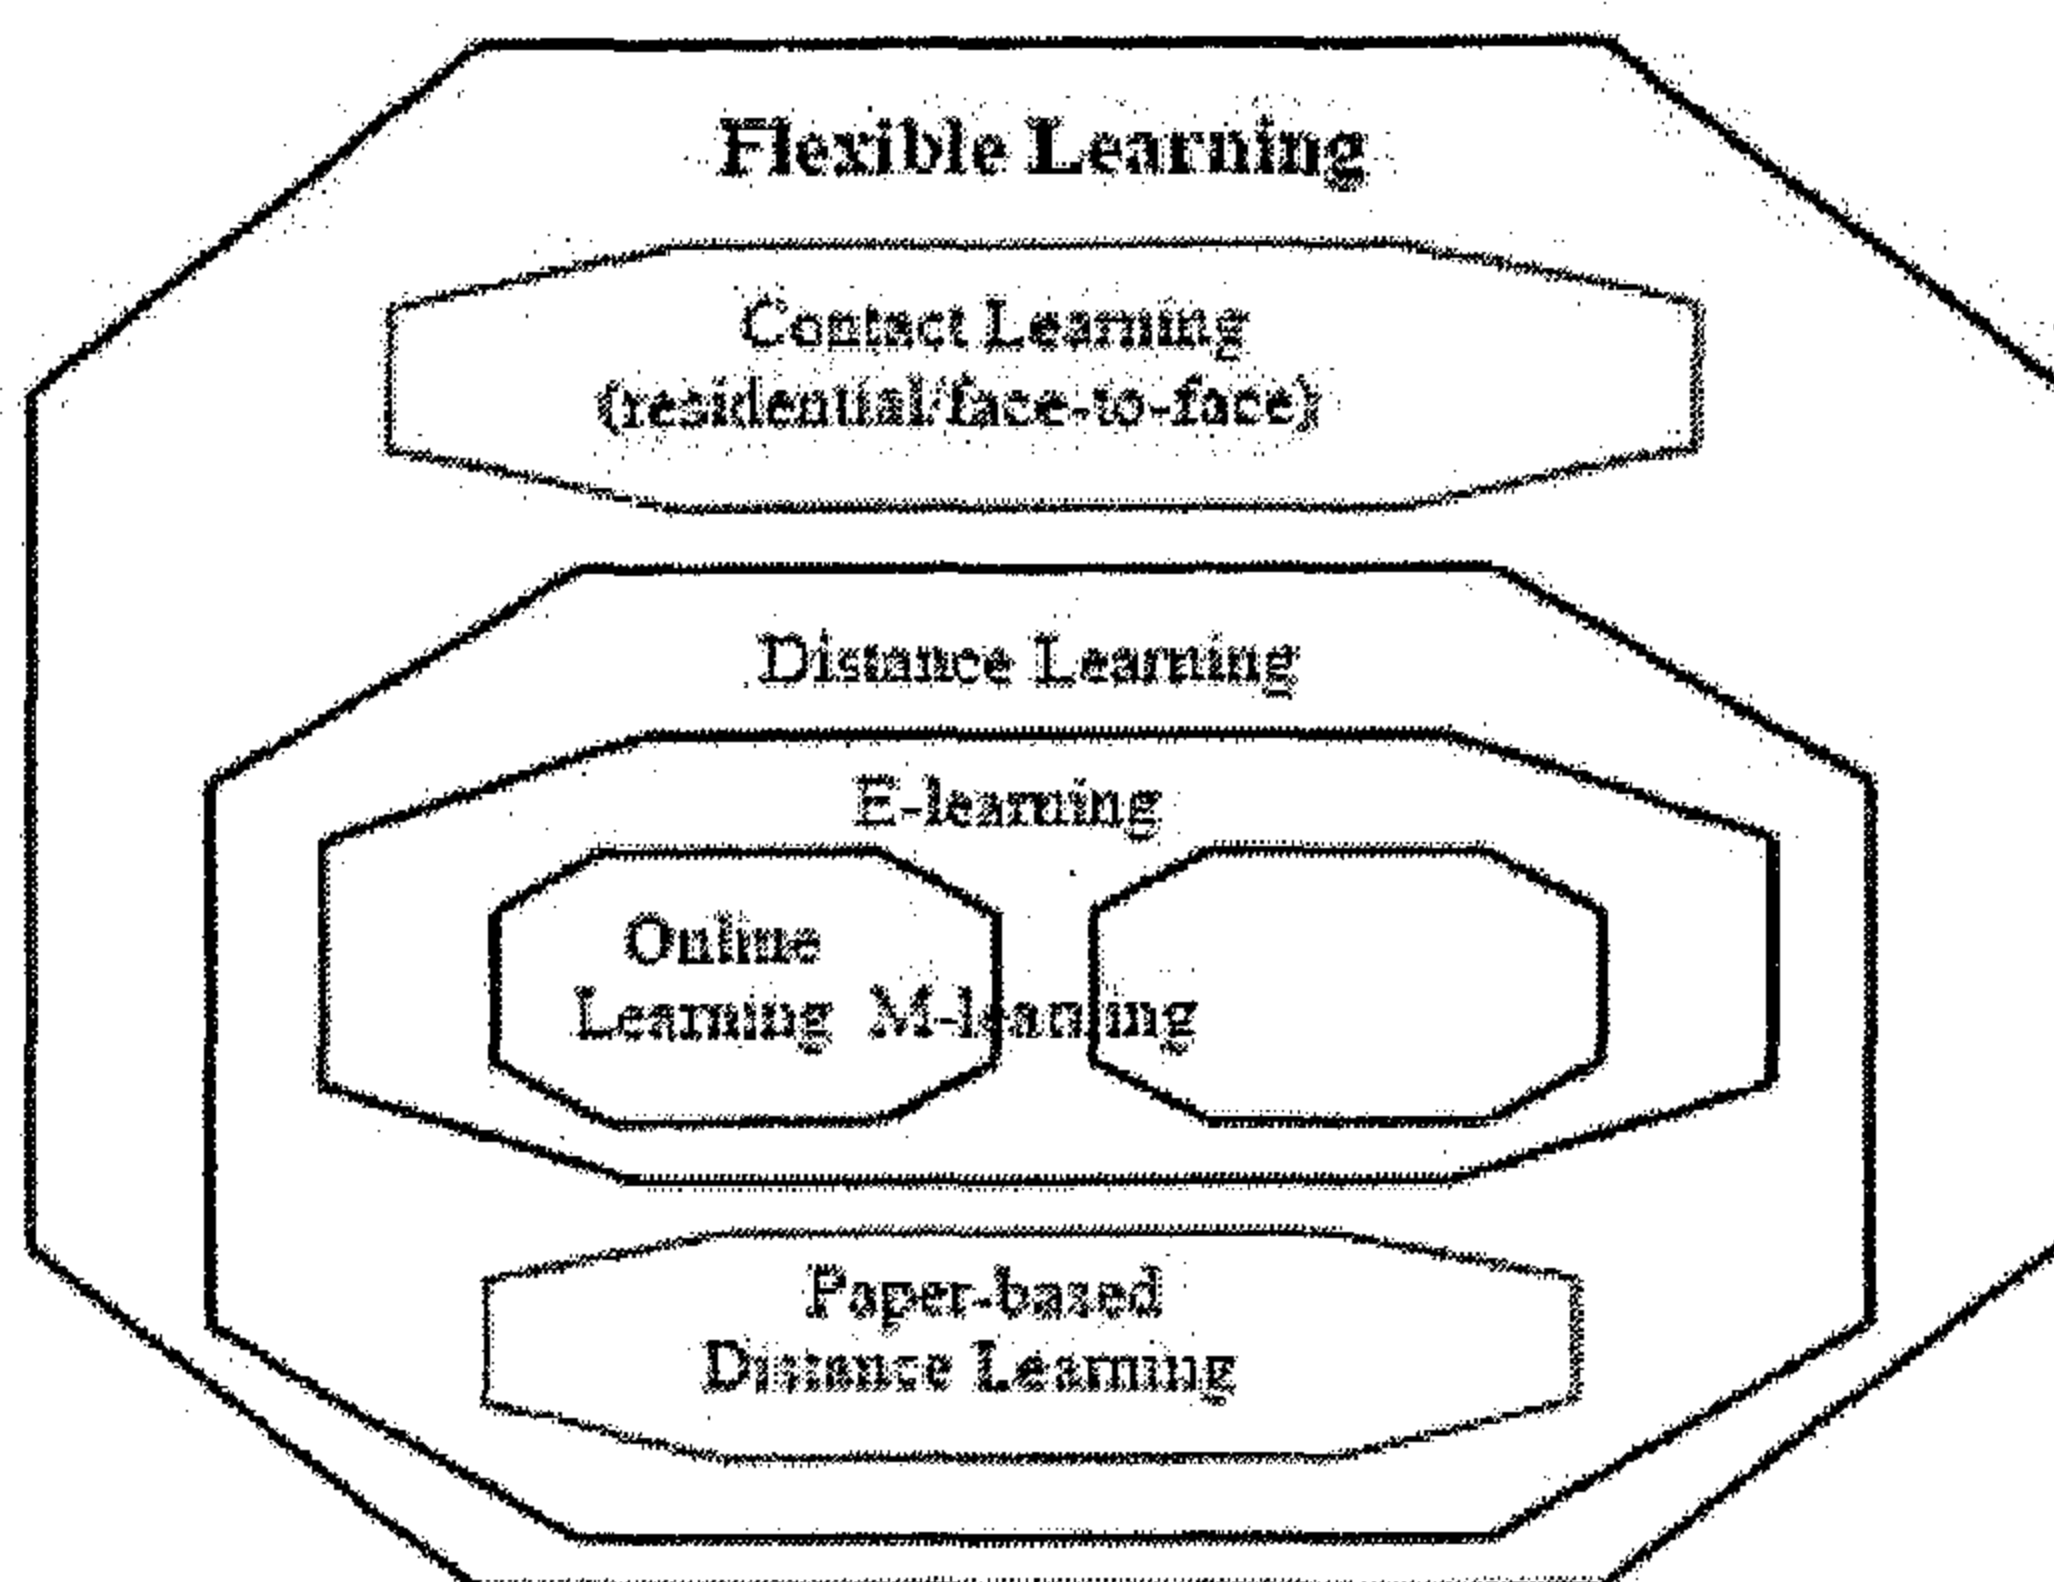 Flexible Learning
Contact Learning
(residential/face-to-face)
Distance Learning
E-learning
Online
Learning M-learning
Paper-based
Distance Learning